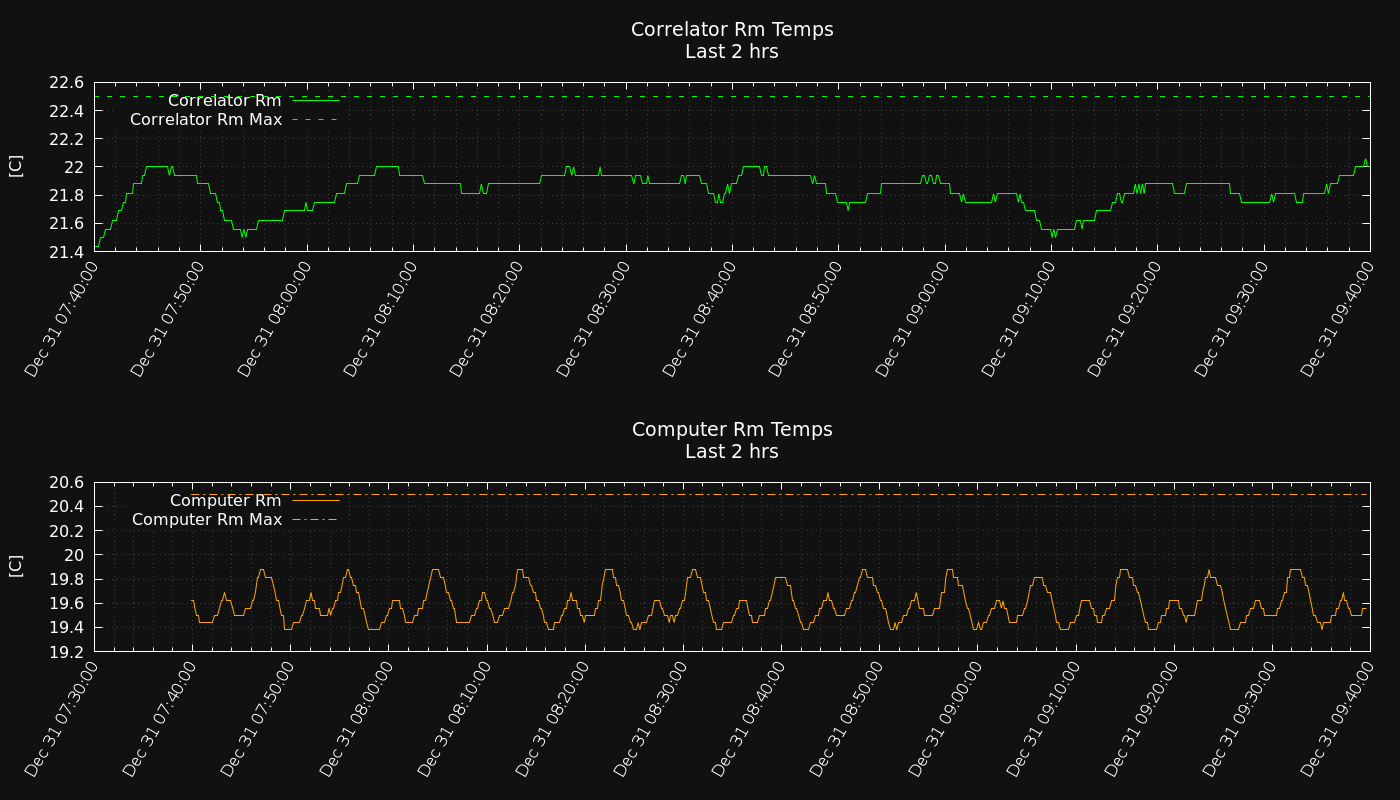 Correlator Rm Temps
Last 2 hrs
22.6
22.4
22.2
22
21.8
21.6
21.4
[C]
Correlator Rm
Correlator Rm Max
Dec 31 07:40:00
Dec 31 07:50:00
Dec 31 08:00:00
Dec 31 08:10:00
Dec 31 08:20:00
Dec 31 08:30:00
Dec 31 08:40:00
Dec 31 08:50:00
Dec 31 09:00:00
Dec 31 09:10:00
Dec 31 09:20:00
Dec 31 09:30:00
Dec 31 09:40:00
Computer Rm Temps
Last 2 hrs
20.6
20.4
20.2
20
19.8
19.6
19.4
19.2
[C]
Computer Rm
Computer Rm Max
Dec 31 07:30:00
Dec 31 07:40:00
Dec 31 07:50:00
Dec 31 08:00:00
Dec 31 08:10:00
Dec 31 08:20:00
Dec 31 08:30:00
Dec 31 08:40:00
Dec 31 08:50:00
Dec 31 09:00:00
Dec 31 09:10:00
Dec 31 09:20:00
Dec 31 09:30:00
Dec 31 09:40:00